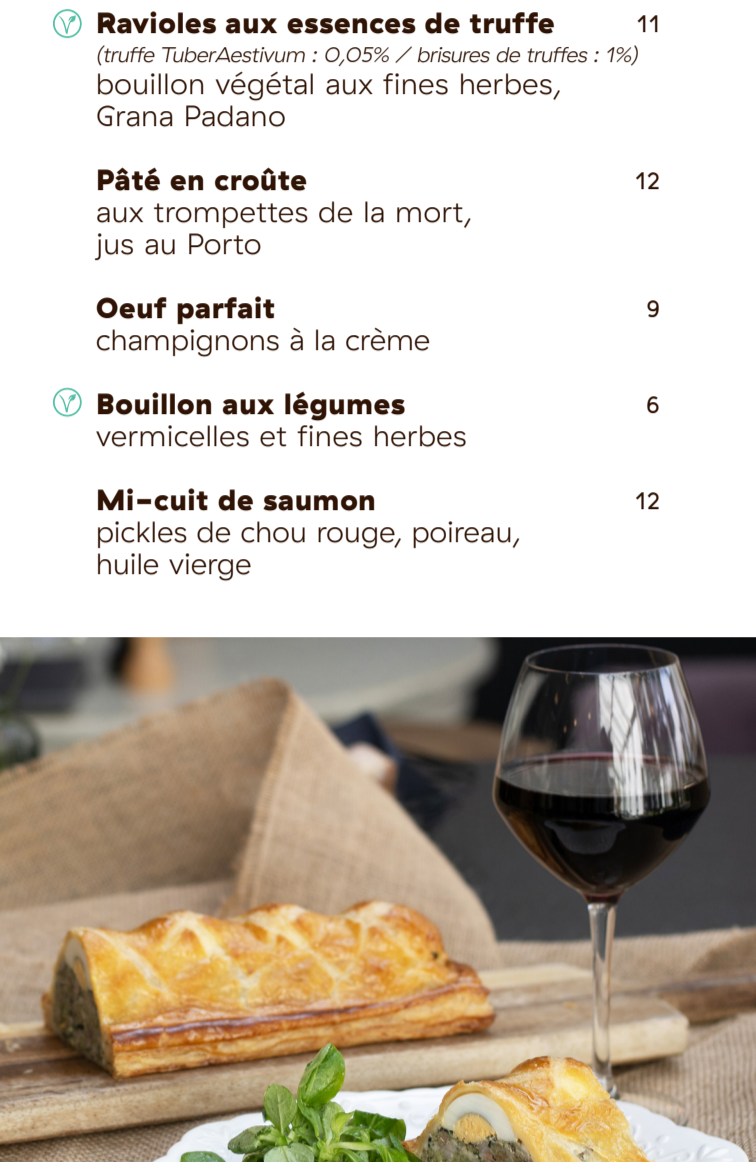 Ravioles aux essences de truffe 11
(truffe TuberAestivum : 0,05% / brisures de truffes : 1%)
bouillon végétal aux fines herbes,
Grana Padano
Pâté en croûte 12
aux trompettes de la mort,
jus au Porto
Oeuf parfait 9
champignons à la crème
Bouillon aux légumes 6
vermicelles et fines herbes
Mi-cuit de saumon 12
pickles de chou rouge, poireau,
huile vierge